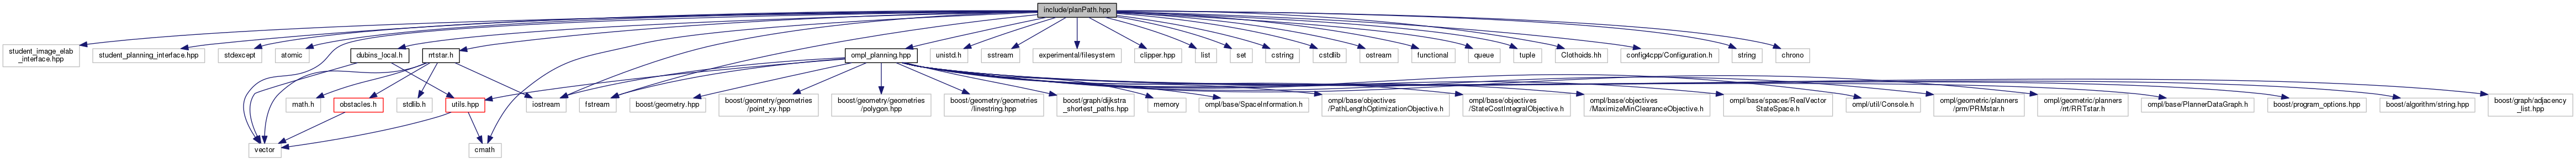 include/planPath.hpp
student_image_elab
_interface.hpp
student_planning_interface.hpp
stdexcept
atomic
dubins_local.h
rrtstar.h
ompl_planning.hpp
unistd.h
sstream
experimental/filesystem
clipper.hpp
list
set
cstring
cstdlib
ostream
functional
queue
tuple
Clothoids.hh
config4cpp/Configuration.h
string
chrono
math.h
obstacles.h
stdlib.h
utils.hpp
iostream
fstream
boost/geometry.hpp
boost/geometry/geometries
/point_xy.hpp
boost/geometry/geometries
/polygon.hpp
boost/geometry/geometries
/linestring.hpp
boost/graph/dijkstra
_shortest_paths.hpp
memory
ompl/base/SpaceInformation.h
ompl/base/objectives
/PathLengthOptimizationObjective.h
ompl/base/objectives
/StateCostIntegralObjective.h
ompl/base/objectives
/MaximizeMinClearanceObjective.h
ompl/base/spaces/RealVector
StateSpace.h
ompl/util/Console.h
ompl/geometric/planners
/prm/PRMstar.h
ompl/geometric/planners
/rrt/RRTstar.h
ompl/base/PlannerDataGraph.h
boost/program_options.hpp
boost/algorithm/string.hpp
boost/graph/adjacency
_list.hpp
vector
cmath